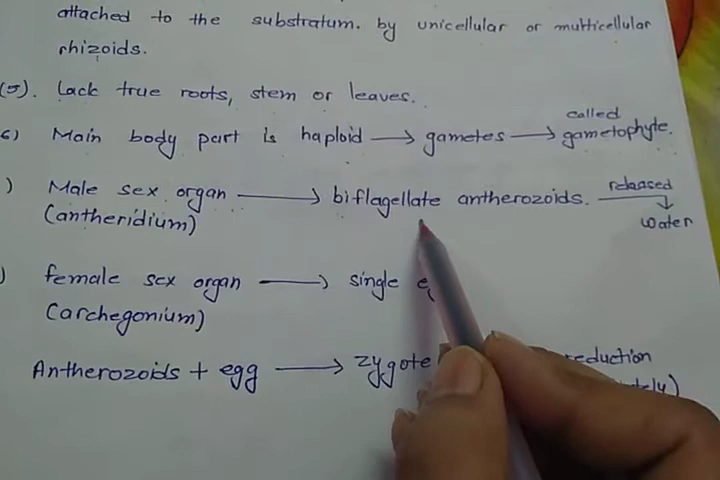 attached to the substratum. by unicellular or multicellular
rhizoids.
(5). Lack true roots, stem or leaves.
6) Main body part is haploid → gametes → called gametophyte.
) Male sex organ → biflagellate antherozoids. released → water
(antheridium)
) female sex organ → single
(archegonium)
Antherozoids + egg → zygote reduction